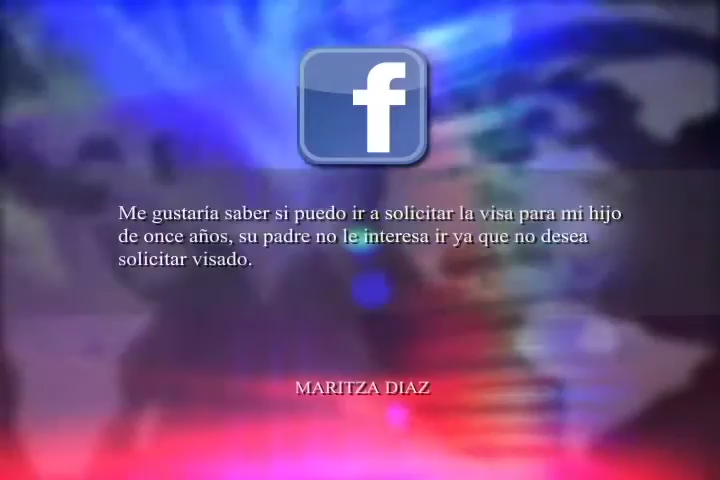 f
Me gustaría saber si puedo ir a solicitar la visa para mi hijo
de once años, su padre no le interesa ir ya que no desea
solicitar visado.
MARITZA DIAZ